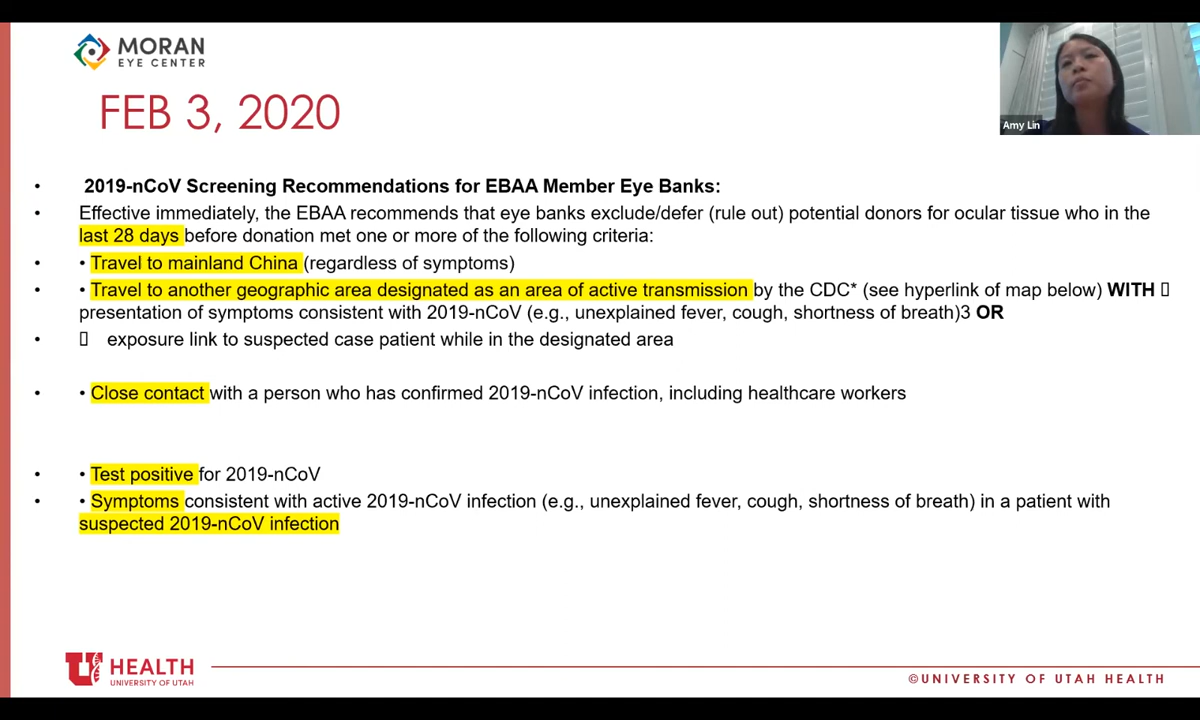 MORAN
EYE CENTER
Amy Lin
FEB 3, 2020
• 2019-nCoV Screening Recommendations for EBAA Member Eye Banks:
• Effective immediately, the EBAA recommends that eye banks exclude/defer (rule out) potential donors for ocular tissue who in the
last 28 days before donation met one or more of the following criteria:
• • Travel to mainland China (regardless of symptoms)
• • Travel to another geographic area designated as an area of active transmission by the CDC* (see hyperlink of map below) WITH ▯
presentation of symptoms consistent with 2019-nCoV (e.g., unexplained fever, cough, shortness of breath)3 OR
• ▯ exposure link to suspected case patient while in the designated area
• • Close contact with a person who has confirmed 2019-nCoV infection, including healthcare workers
• • Test positive for 2019-nCoV
• • Symptoms consistent with active 2019-nCoV infection (e.g., unexplained fever, cough, shortness of breath) in a patient with
suspected 2019-nCoV infection
U HEALTH
UNIVERSITY OF UTAH
©UNIVERSITY OF UTAH HEALTH